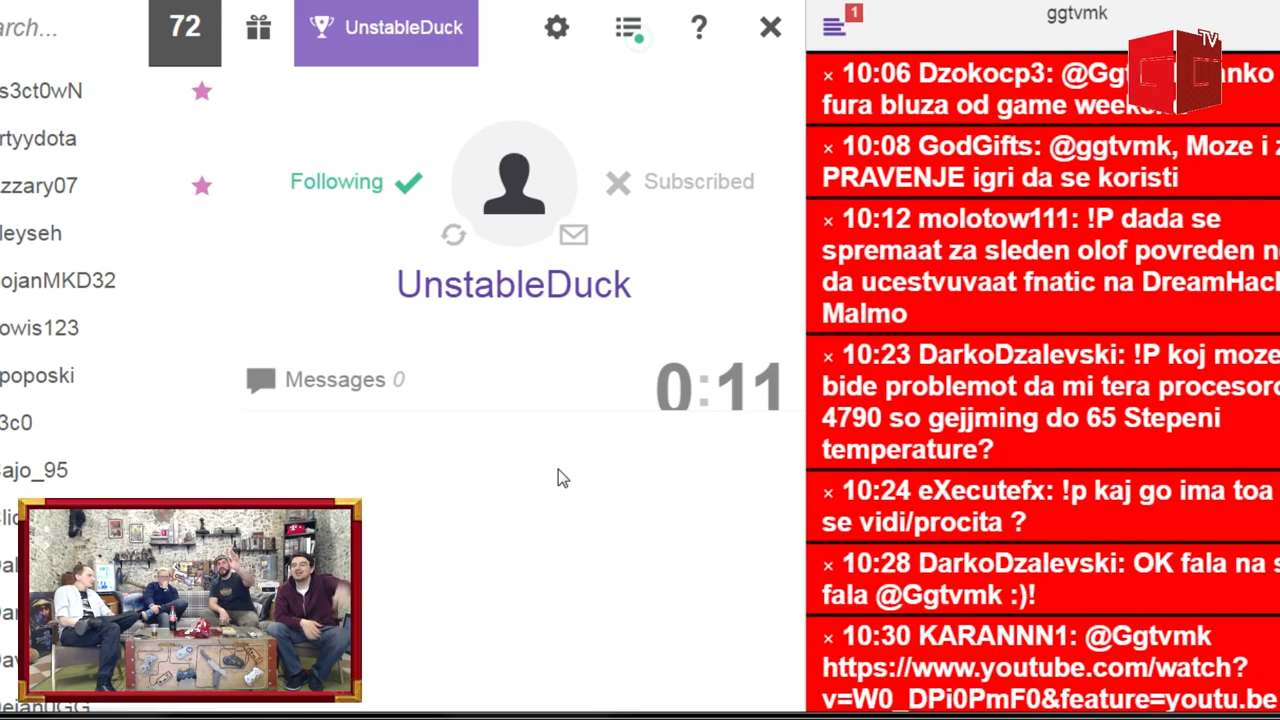 arch...
72
UnstableDuck
?
s3ct0wN
rtyydota
zzary07
leyseh
ojanMKD32
owis123
poposki
3c0
ajo_95
Following
Subscribed
UnstableDuck
Messages 0
0:11
1
ggtvmk
TV
× 10:06 Dzokocp3: @Gg
anko
fura bluza od game
× 10:08 GodGifts: @ggtvmk, Moze i z
PRAVENJE igri da se koristi
× 10:12 molotow111: !P dada se
spremaat za sleden olof povreden n
da ucestvuvaat fnatic na DreamHac
Malmo
× 10:23 DarkoDzalevski: !P koj moze
bide problemot da mi tera procesoro
4790 so gejjming do 65 Stepeni
temperature?
× 10:24 eXecutefx: !p kaj go ima toa
se vidi/procita ?
× 10:28 DarkoDzalevski: OK fala na s
fala @Ggtvmk :)!
× 10:30 KARANNN1: @Ggtvmk
https://www.youtube.com/watch?
v=W0_DPi0PmF0&feature=youtu.be